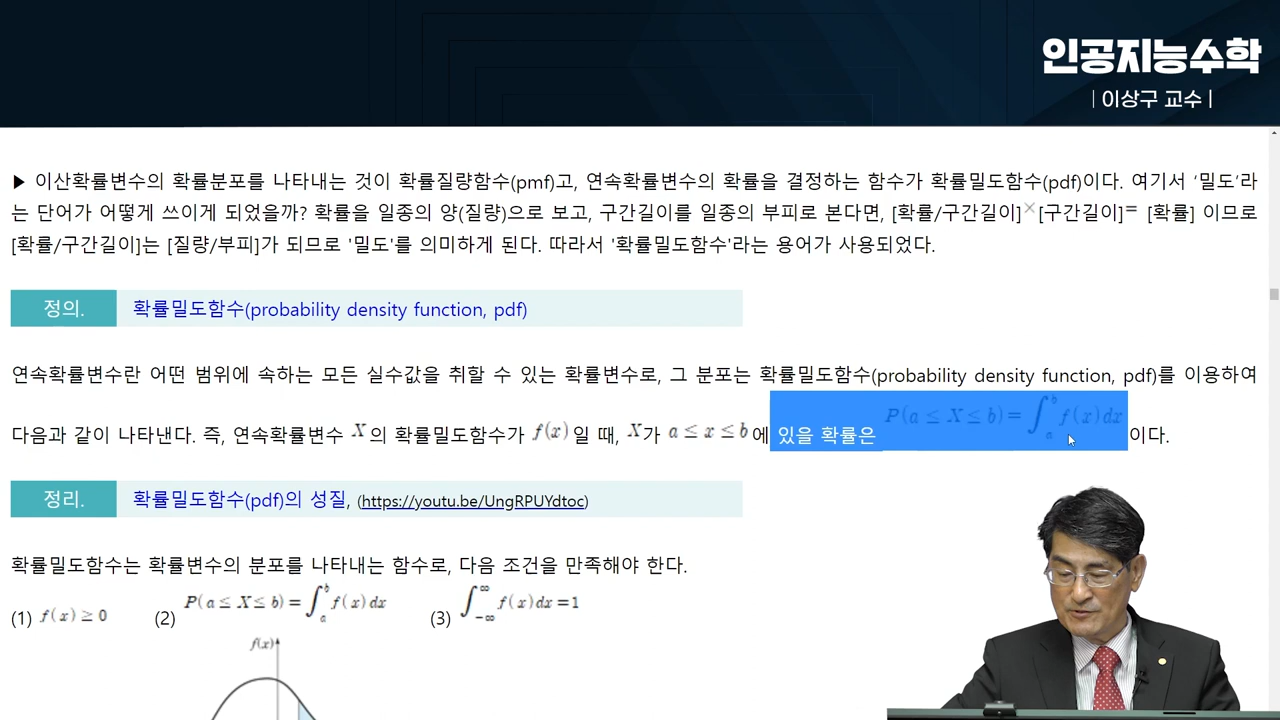 인공지능수학
| 이상구 교수 |
▶ 이산확률변수의 확률분포를 나타내는 것이 확률질량함수(pmf)고, 연속확률변수의 확률을 결정하는 함수가 확률밀도함수(pdf)이다. 여기서 '밀도'라
는 단어가 어떻게 쓰이게 되었을까? 확률을 일종의 양(질량)으로 보고, 구간길이를 일종의 부피로 본다면, [확률/구간길이]×[구간길이]= [확률] 이므로
[확률/구간길이]는 [질량/부피]가 되므로 '밀도'를 의미하게 된다. 따라서 '확률밀도함수'라는 용어가 사용되었다.
정의. 확률밀도함수(probability density function, pdf)
연속확률변수란 어떤 범위에 속하는 모든 실수값을 취할 수 있는 확률변수로, 그 분포는 확률밀도함수(probability density function, pdf)를 이용하여
다음과 같이 나타낸다. 즉, 연속확률변수 X의 확률밀도함수가 f(x)일 때, X가 a ≤ x ≤ b에 있을 확률은 P(a ≤ X ≤ b) = ∫_a^b f(x)dx 이다.
정리. 확률밀도함수(pdf)의 성질, (https://youtu.be/UngRPUYdtoc)
확률밀도함수는 확률변수의 분포를 나타내는 함수로, 다음 조건을 만족해야 한다.
(1) f(x) ≥ 0 (2) P(a ≤ X ≤ b) = ∫_a^b f(x)dx (3) ∫_{-∞}^{∞} f(x)dx = 1
f(x)